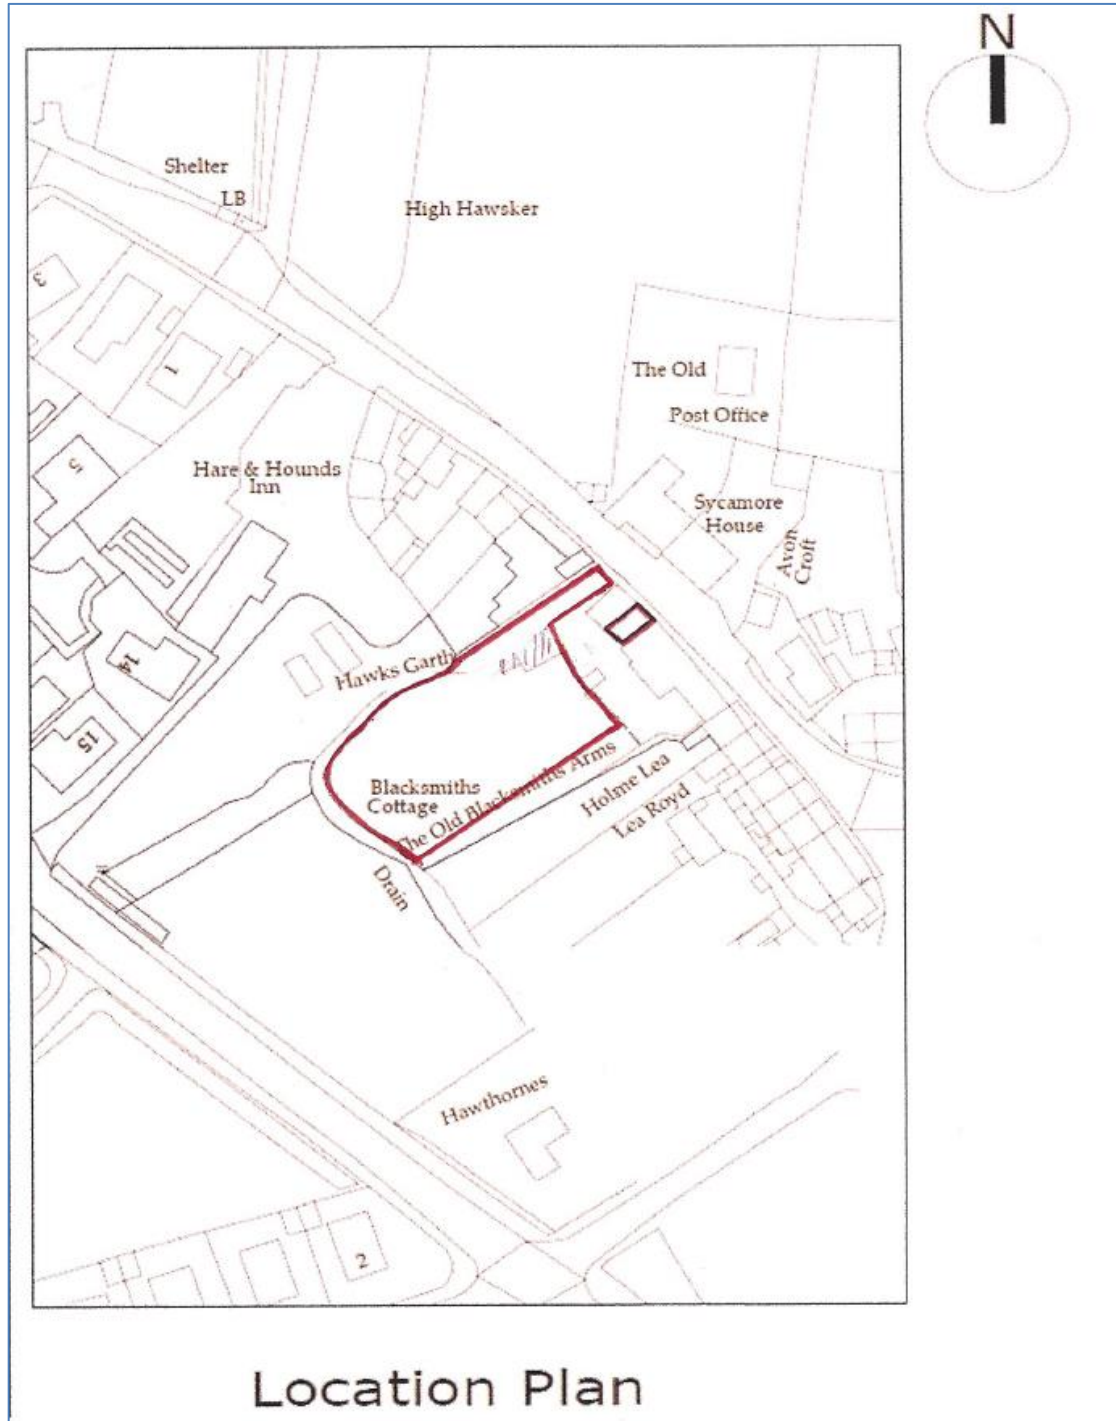 N
Shelter
LB
High Hawsker
3
1
The Old
Post Office
5
Hare & Hounds
Inn
Sycamore
House
Avon
Croft
14
Hawks Garth
15
Blacksmiths
Cottage
The Old Blacksmiths Arms
Holme Lea
Lea Royd
Drain
Hawthornes
2
Location Plan